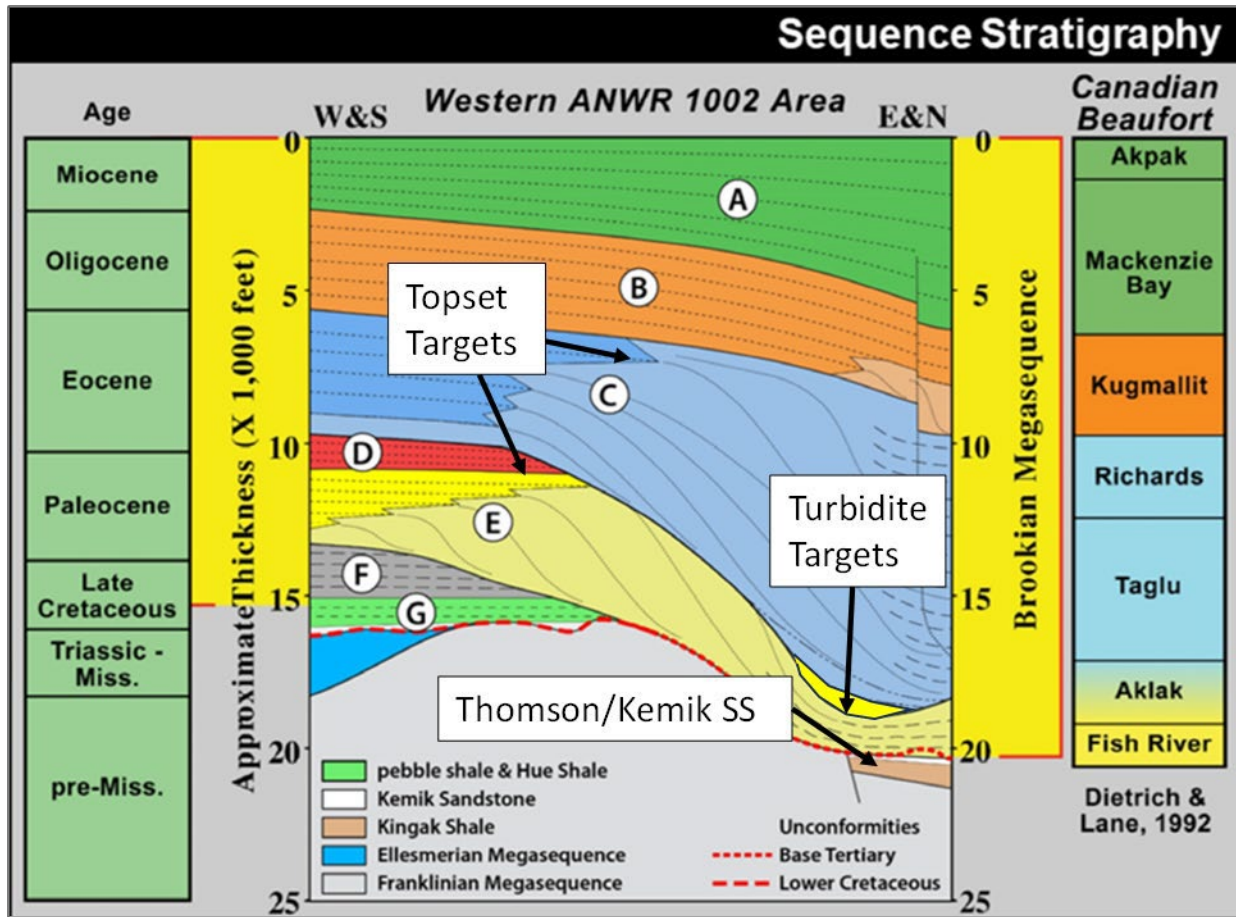 Sequence Stratigraphy
Age
Miocene
Oligocene
Eocene
Paleocene
Late
Cretaceous
Triassic -
Miss.
pre-Miss.
W&S
Western ANWR 1002 Area
E&N
ApproximateThickness (X 1,000 feet)
0
5
10
15
20
25
A
B
C
D
E
F
G
Topset
Targets
Turbidite
Targets
Thomson/Kemik SS
pebble shale & Hue Shale
Kemik Sandstone
Kingak Shale
Ellesmerian Megasequence
Franklinian Megasequence
Unconformities
Base Tertiary
Lower Cretaceous
0
5
10
15
20
25
Brookian Megasequence
Canadian
Beaufort
Akpak
Mackenzie
Bay
Kugmallit
Richards
Taglu
Aklak
Fish River
Dietrich &
Lane, 1992